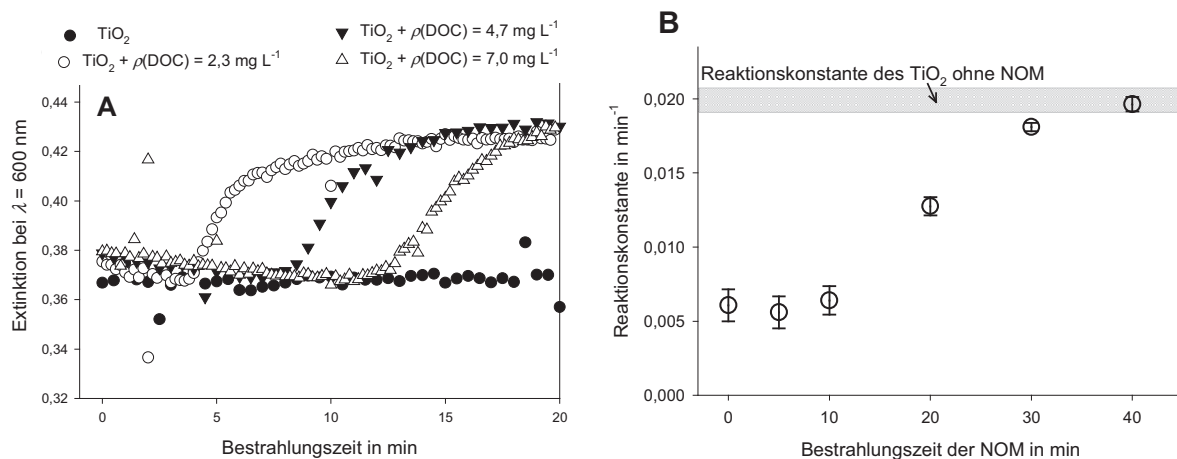 ● TiO₂
▼ TiO₂ + ρ(DOC) = 4,7 mg L⁻¹
○ TiO₂ + ρ(DOC) = 2,3 mg L⁻¹
△ TiO₂ + ρ(DOC) = 7,0 mg L⁻¹
A
0,44
0,42
0,40
0,38
0,36
0,34
0,32
Extinktion bei λ = 600 nm
0
5
10
15
20
Bestrahlungszeit in min
B
Reaktionskonstante des TiO₂ ohne NOM
0,020
0,015
0,010
0,005
0,000
Reaktionskonstante in min⁻¹
0
10
20
30
40
Bestrahlungszeit der NOM in min